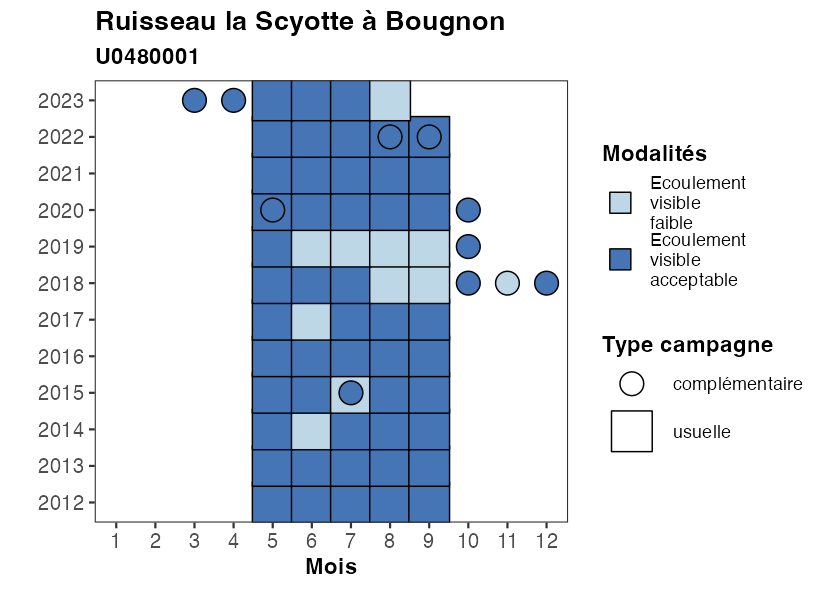 Ruisseau la Scyotte à Bougnon
U0480001
2023
2022
2021
2020
2019
2018
2017
2016
2015
2014
2013
2012
1 2 3 4 5 6 7 8 9 10 11 12
Mois
Modalités
Ecoulement
visible
faible
Ecoulement
visible
acceptable
Type campagne
complémentaire
usuelle